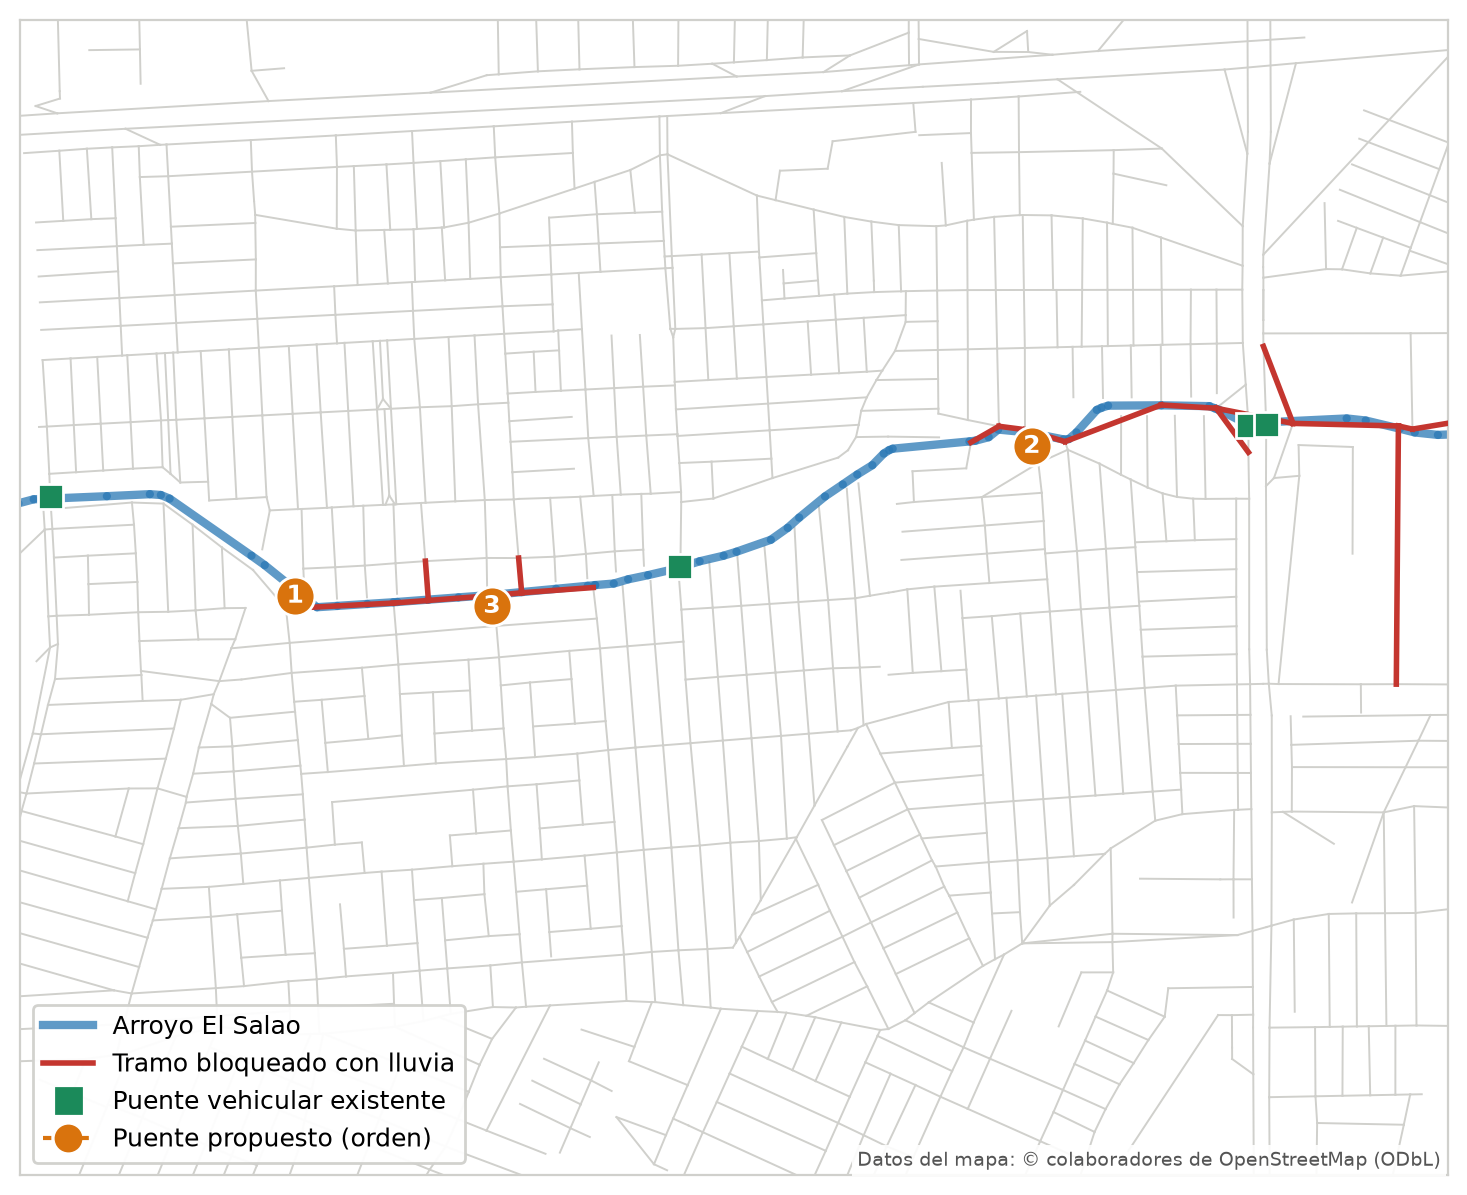 2
1
3
Arroyo El Salao
Tramo bloqueado con lluvia
Puente vehicular existente
Puente propuesto (orden)
Datos del mapa: © colaboradores de OpenStreetMap (ODbL)